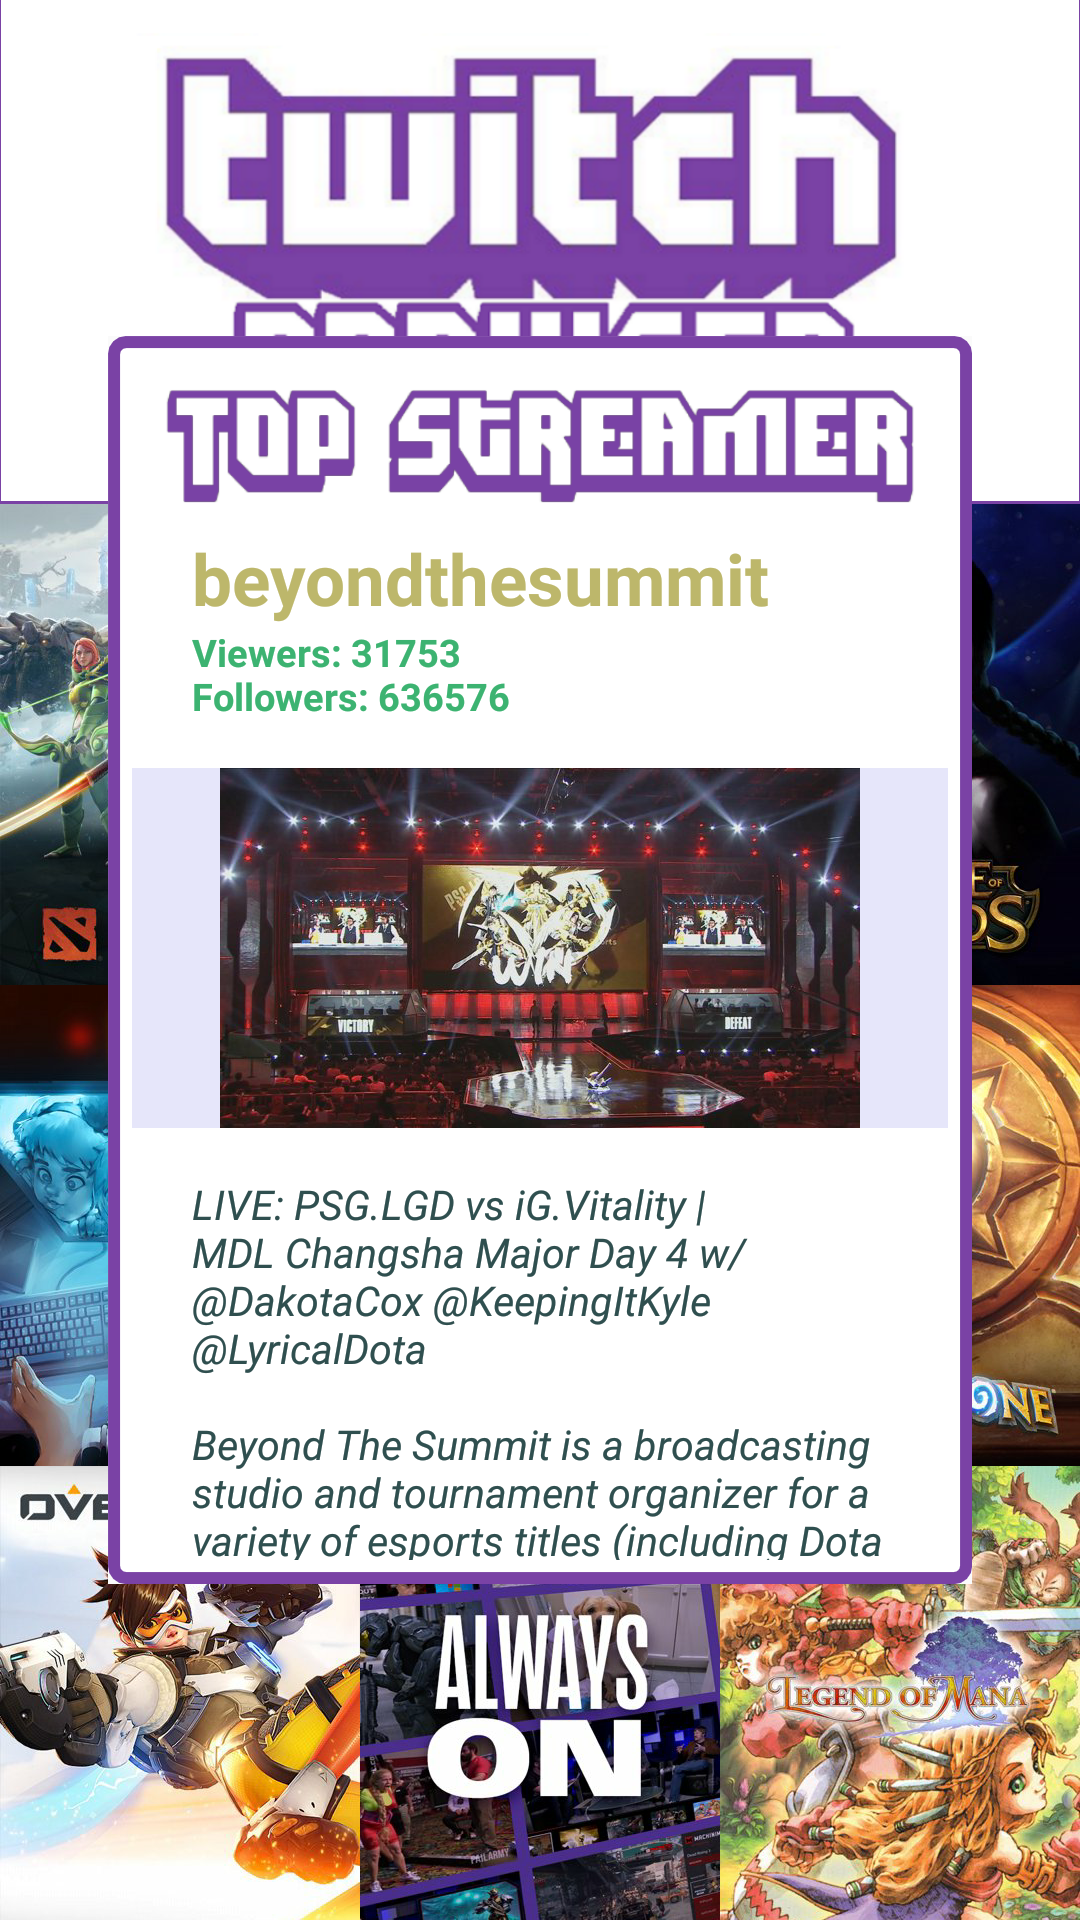 twitch
TOP STREAMER
beyondthesummit
Viewers: 31753
Followers: 636576
PSG.LGD
WIN
VICTORY
DEFEAT
LIVE: PSG.LGD vs iG.Vitality |
MDL Changsha Major Day 4 w/
@DakotaCox @KeepingItKyle
@LyricalDota
Beyond The Summit is a broadcasting
studio and tournament organizer for a
variety of esports titles (including Dota
OVE
ONE
ALWAYS
ON
LEGEND OF MANA